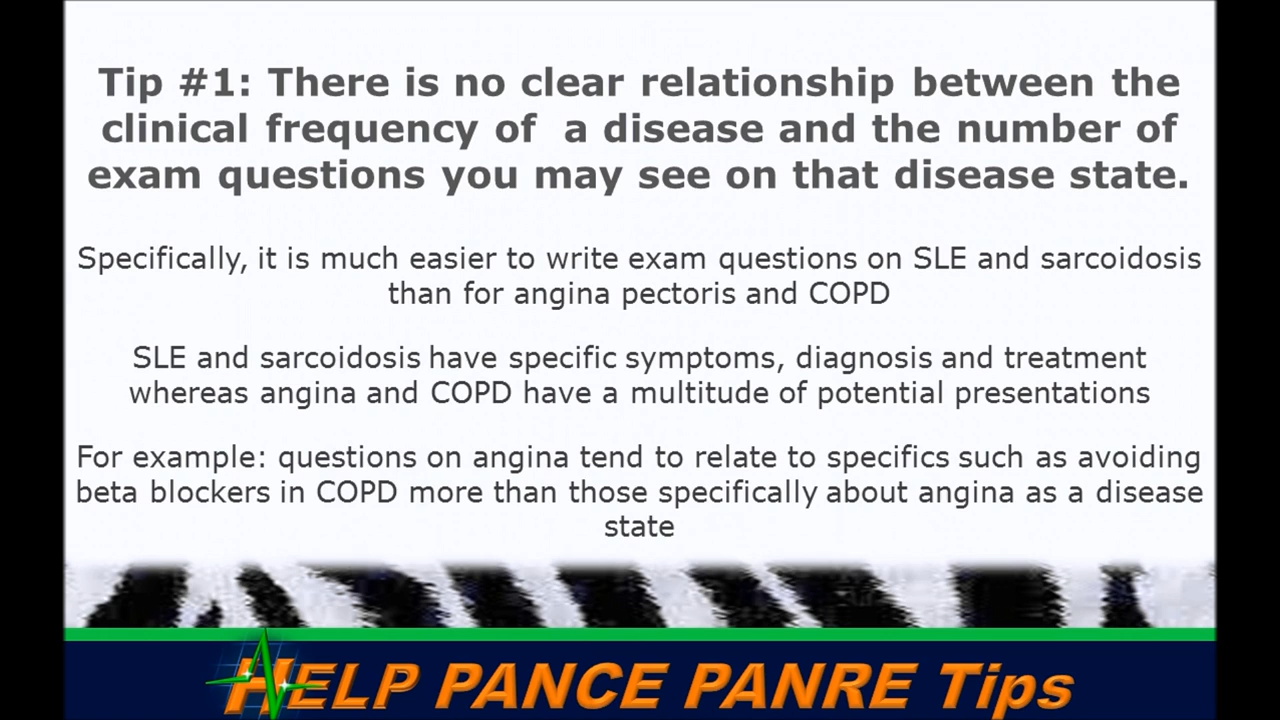 Tip #1: There is no clear relationship between the
clinical frequency of  a disease and the number of
exam questions you may see on that disease state.
Specifically, it is much easier to write exam questions on SLE and sarcoidosis
than for angina pectoris and COPD
SLE and sarcoidosis have specific symptoms, diagnosis and treatment
whereas angina and COPD have a multitude of potential presentations
For example: questions on angina tend to relate to specifics such as avoiding
beta blockers in COPD more than those specifically about angina as a disease
state
HELP PANCE PANRE Tips